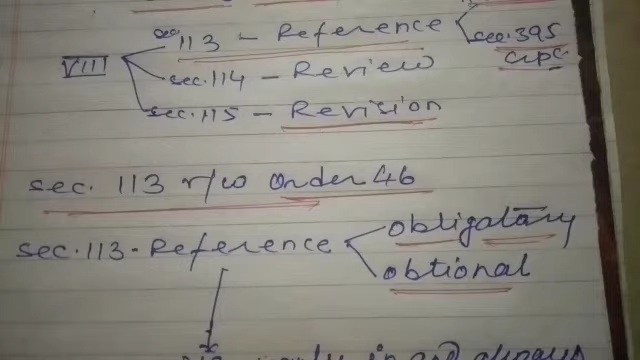 sec 113 - Reference sec.395
VIII crpc.
sec.114 - Review
sec.115 - Revision
sec. 113 r/w Order 46
sec.113 - Reference obligatary
obtional